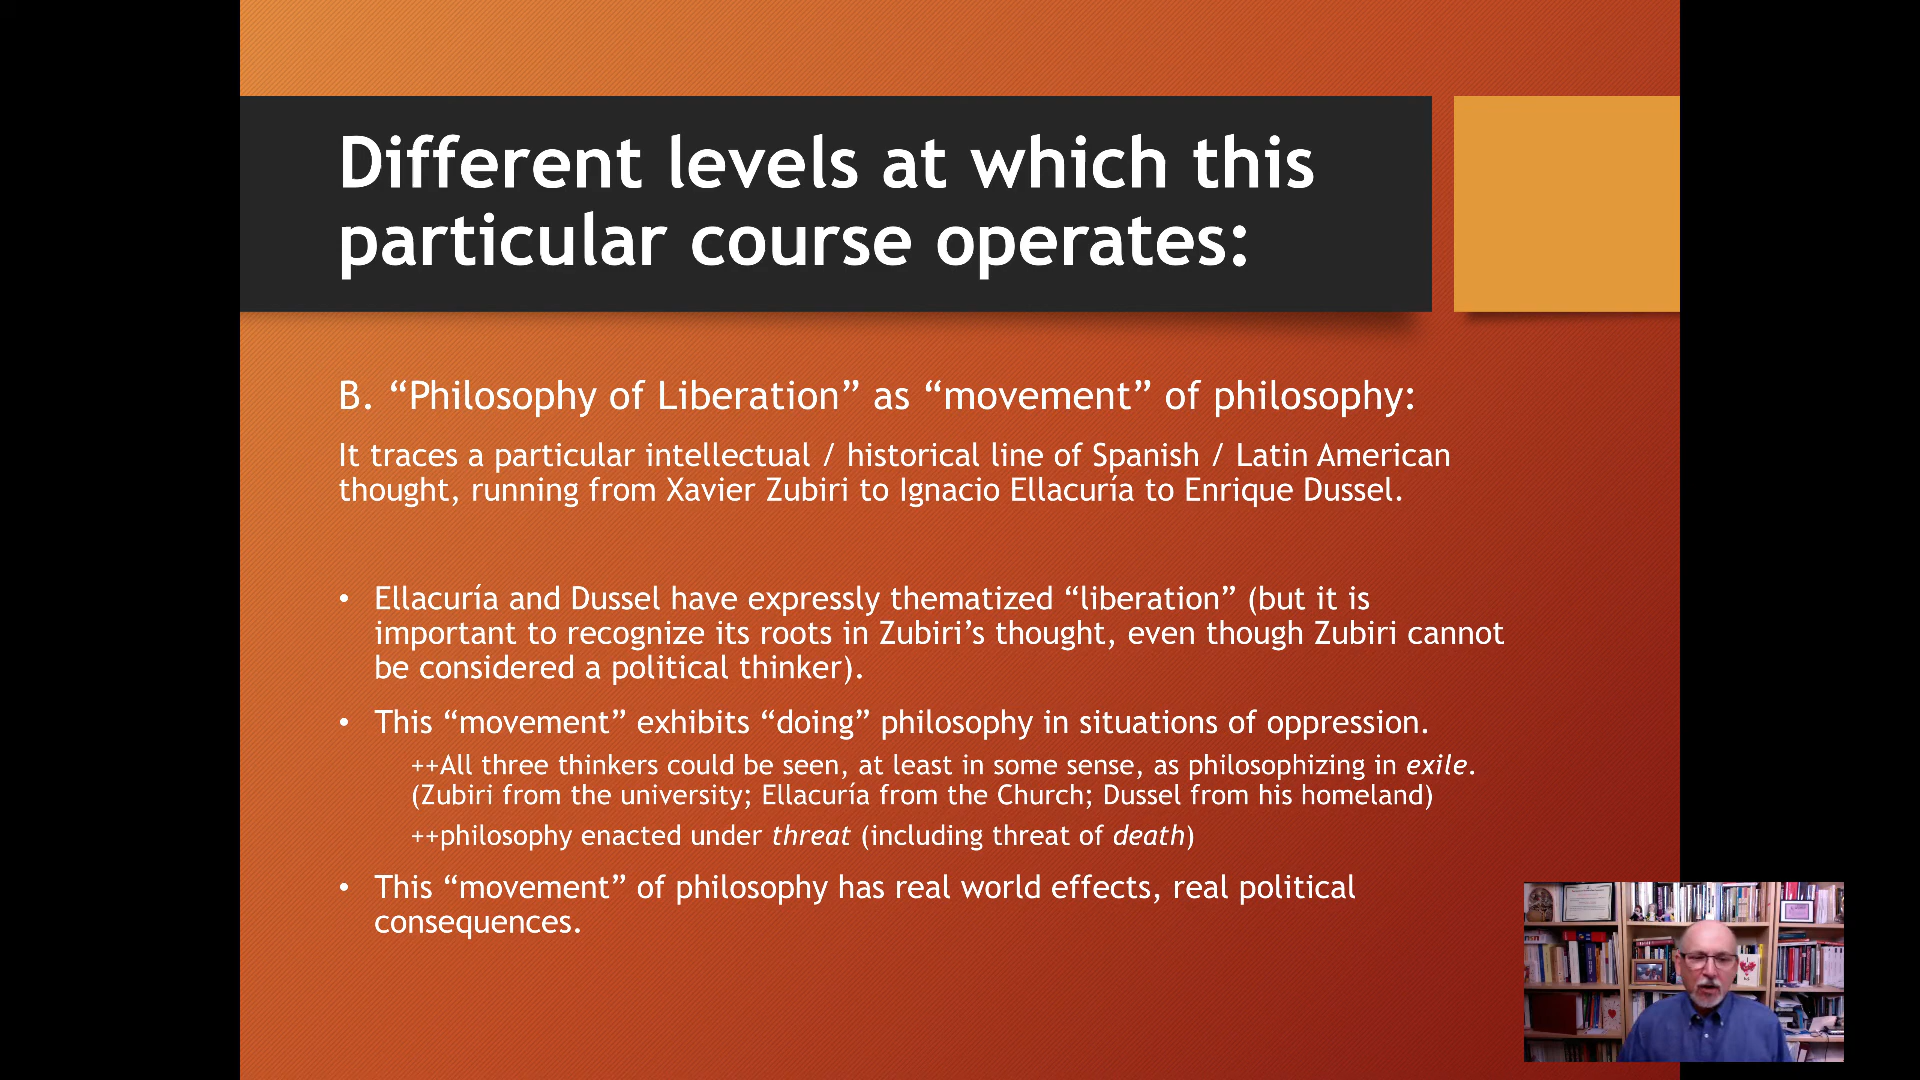 Different levels at which this
particular course operates:
B. “Philosophy of Liberation” as “movement” of philosophy:
It traces a particular intellectual / historical line of Spanish / Latin American
thought, running from Xavier Zubiri to Ignacio Ellacuría to Enrique Dussel.
• Ellacuría and Dussel have expressly thematized “liberation” (but it is
important to recognize its roots in Zubiri’s thought, even though Zubiri cannot
be considered a political thinker).
• This “movement” exhibits “doing” philosophy in situations of oppression.
++All three thinkers could be seen, at least in some sense, as philosophizing in exile.
(Zubiri from the university; Ellacuría from the Church; Dussel from his homeland)
++philosophy enacted under threat (including threat of death)
• This “movement” of philosophy has real world effects, real political
consequences.